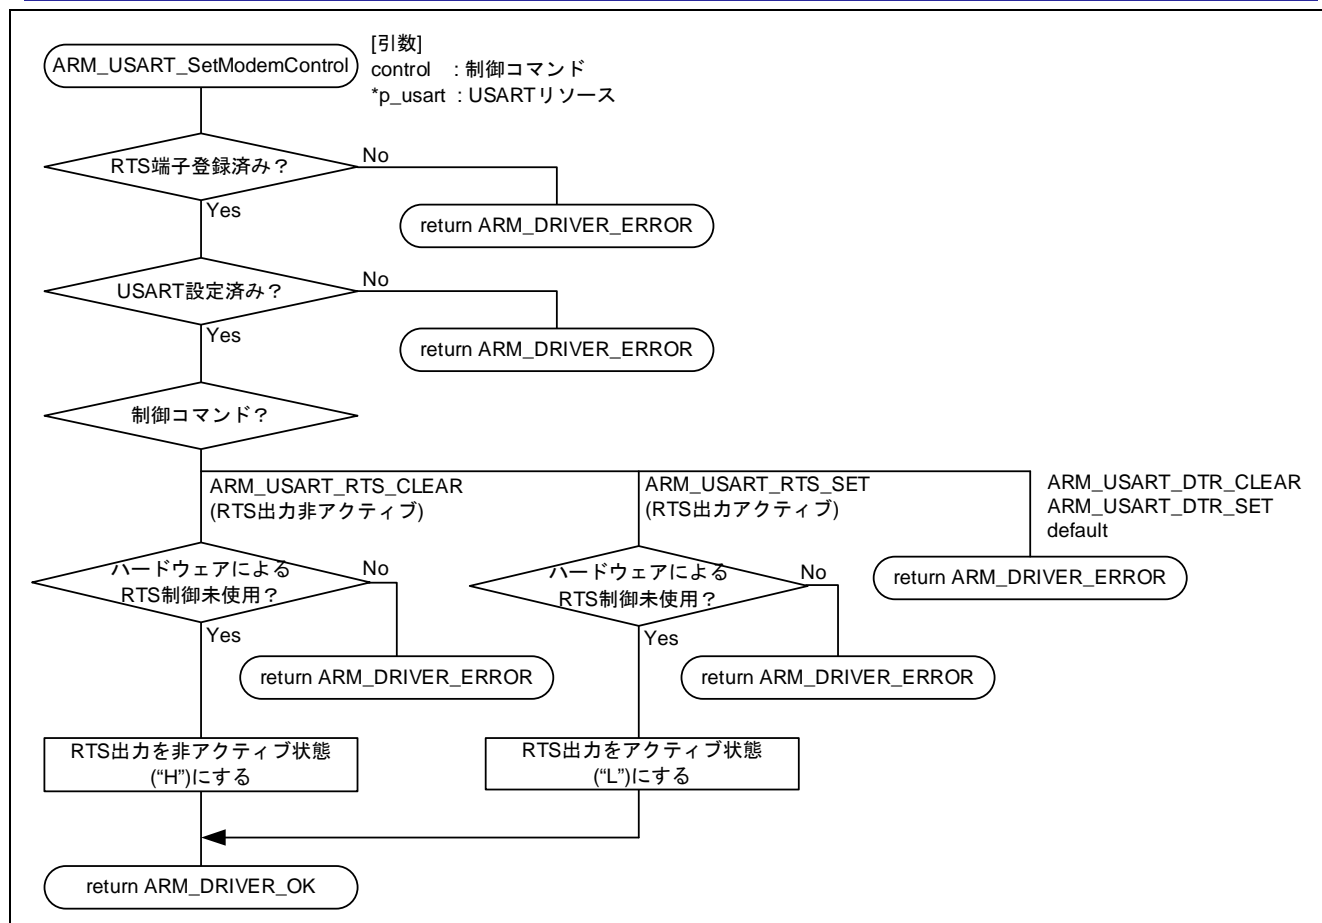 ARM_USART_SetModemControl
[引数]
control : 制御コマンド
*p_usart : USARTリソース
RTS端子登録済み？
No
Yes
return ARM_DRIVER_ERROR
USART設定済み？
No
Yes
return ARM_DRIVER_ERROR
制御コマンド？
ARM_USART_RTS_CLEAR
(RTS出力非アクティブ)
ARM_USART_RTS_SET
(RTS出力アクティブ)
ARM_USART_DTR_CLEAR
ARM_USART_DTR_SET
default
ハードウェアによる
RTS制御未使用？
No
Yes
return ARM_DRIVER_ERROR
ハードウェアによる
RTS制御未使用？
No
Yes
return ARM_DRIVER_ERROR
return ARM_DRIVER_ERROR
RTS出力を非アクティブ状態
(“H”)にする
RTS出力をアクティブ状態
(“L”)にする
return ARM_DRIVER_OK